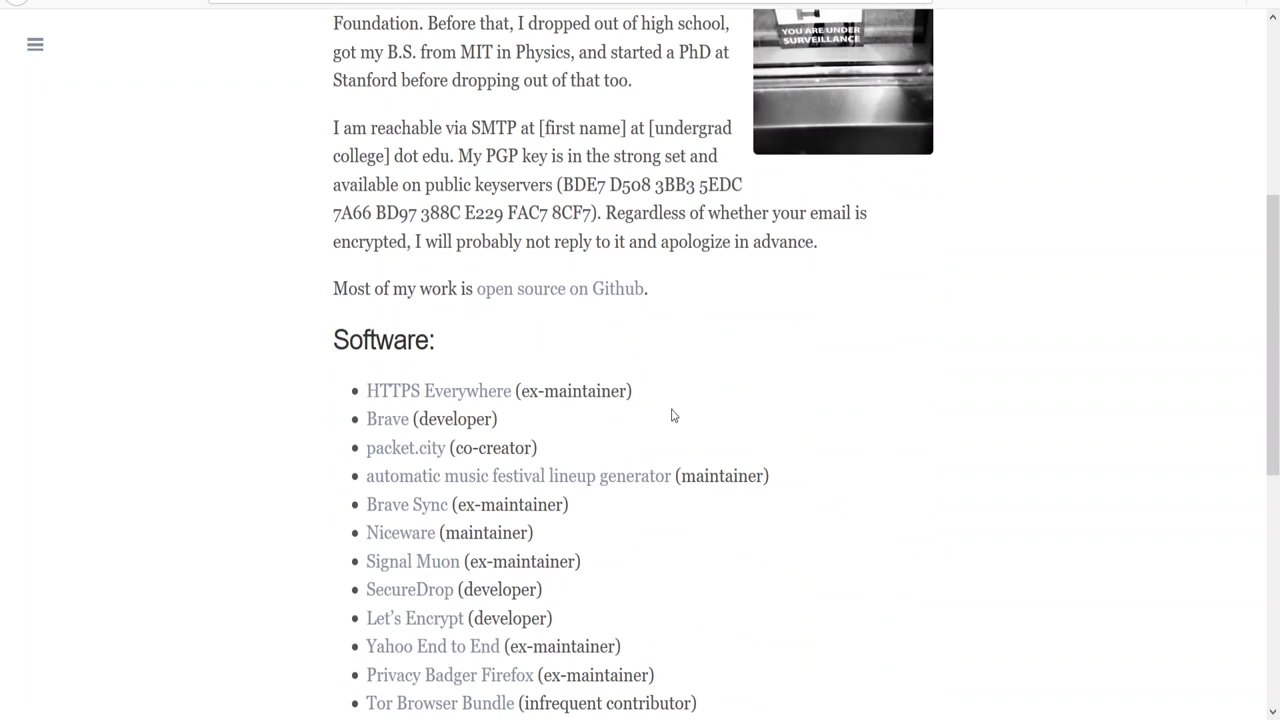 Foundation. Before that, I dropped out of high school,
got my B.S. from MIT in Physics, and started a PhD at
Stanford before dropping out of that too.
YOU ARE UNDER
SURVEILLANCE
I am reachable via SMTP at [first name] at [undergrad
college] dot edu. My PGP key is in the strong set and
available on public keyservers (BDE7 D508 3BB3 5EDC
7A66 BD97 388C E229 FAC7 8CF7). Regardless of whether your email is
encrypted, I will probably not reply to it and apologize in advance.
Most of my work is open source on Github.
Software:
• HTTPS Everywhere (ex-maintainer)
• Brave (developer)
• packet.city (co-creator)
• automatic music festival lineup generator (maintainer)
• Brave Sync (ex-maintainer)
• Niceware (maintainer)
• Signal Muon (ex-maintainer)
• SecureDrop (developer)
• Let’s Encrypt (developer)
• Yahoo End to End (ex-maintainer)
• Privacy Badger Firefox (ex-maintainer)
• Tor Browser Bundle (infrequent contributor)